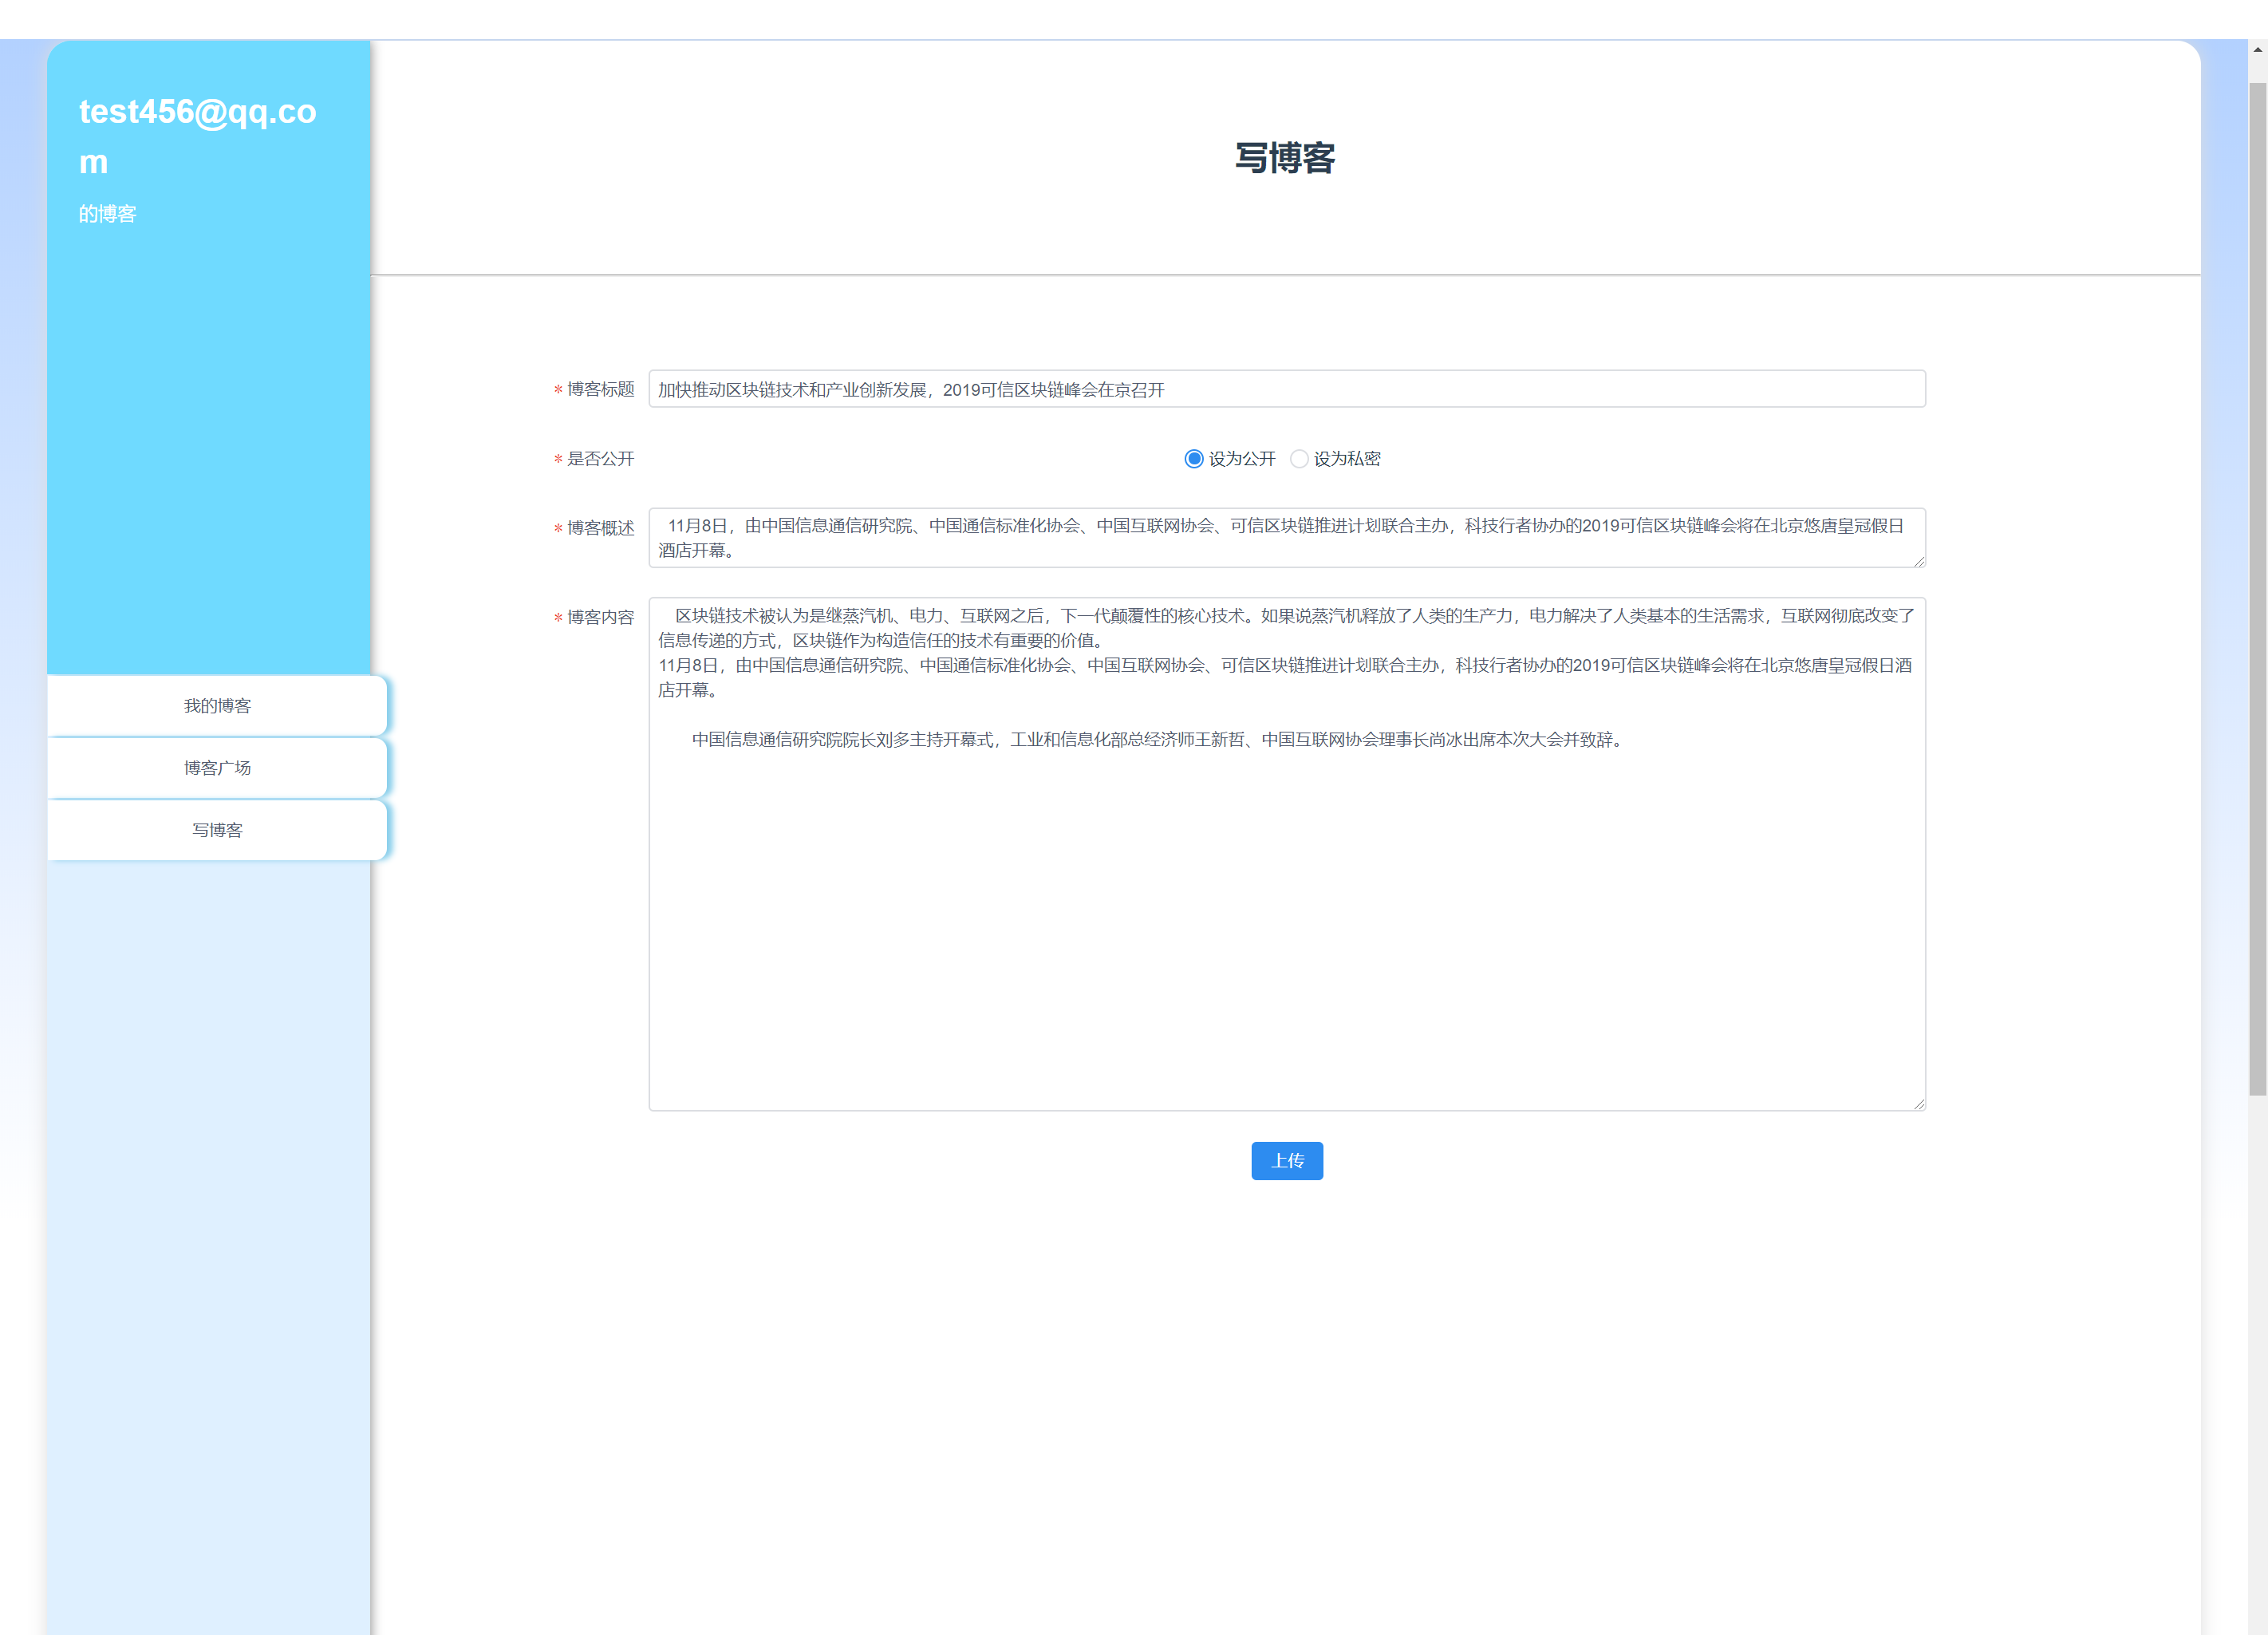 test456@qq.co
m
的博客
我的博客
博客广场
写博客
写博客
* 博客标题 加快推动区块链技术和产业创新发展，2019可信区块链峰会在京召开
* 是否公开 设为公开 设为私密
* 博客概述 11月8日，由中国信息通信研究院、中国通信标准化协会、中国互联网协会、可信区块链推进计划联合主办，科技行者协办的2019可信区块链峰会将在北京悠唐皇冠假日
酒店开幕。
* 博客内容 区块链技术被认为是继蒸汽机、电力、互联网之后，下一代颠覆性的核心技术。如果说蒸汽机释放了人类的生产力，电力解决了人类基本的生活需求，互联网彻底改变了
信息传递的方式，区块链作为构造信任的技术有重要的价值。
11月8日，由中国信息通信研究院、中国通信标准化协会、中国互联网协会、可信区块链推进计划联合主办，科技行者协办的2019可信区块链峰会将在北京悠唐皇冠假日酒
店开幕。
中国信息通信研究院院长刘多主持开幕式，工业和信息化部总经济师王新哲、中国互联网协会理事长尚冰出席本次大会并致辞。
上传